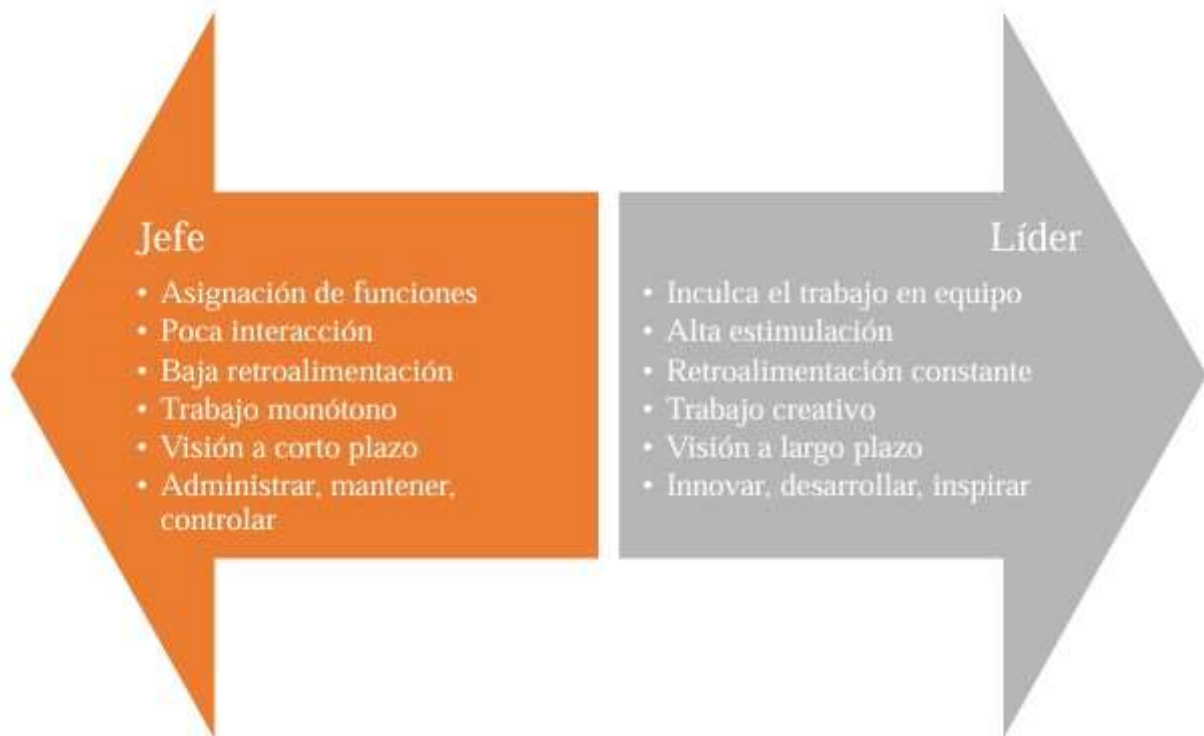 Jefe
• Asignación de funciones
• Poca interacción
• Baja retroalimentación
• Trabajo monótono
• Visión a corto plazo
• Administrar, mantener,
controlar
Líder
• Inculca el trabajo en equipo
• Alta estimulación
• Retroalimentación constante
• Trabajo creativo
• Visión a largo plazo
• Innovar, desarrollar, inspirar